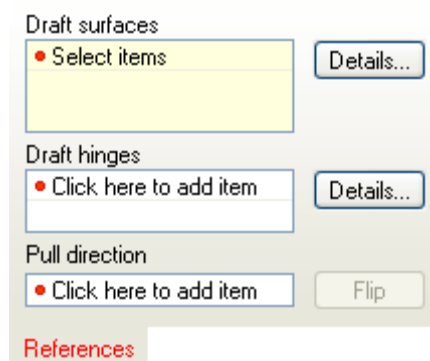 Draft surfaces
Select items
Details...
Draft hinges
Click here to add item
Details...
Pull direction
Click here to add item
Flip
References